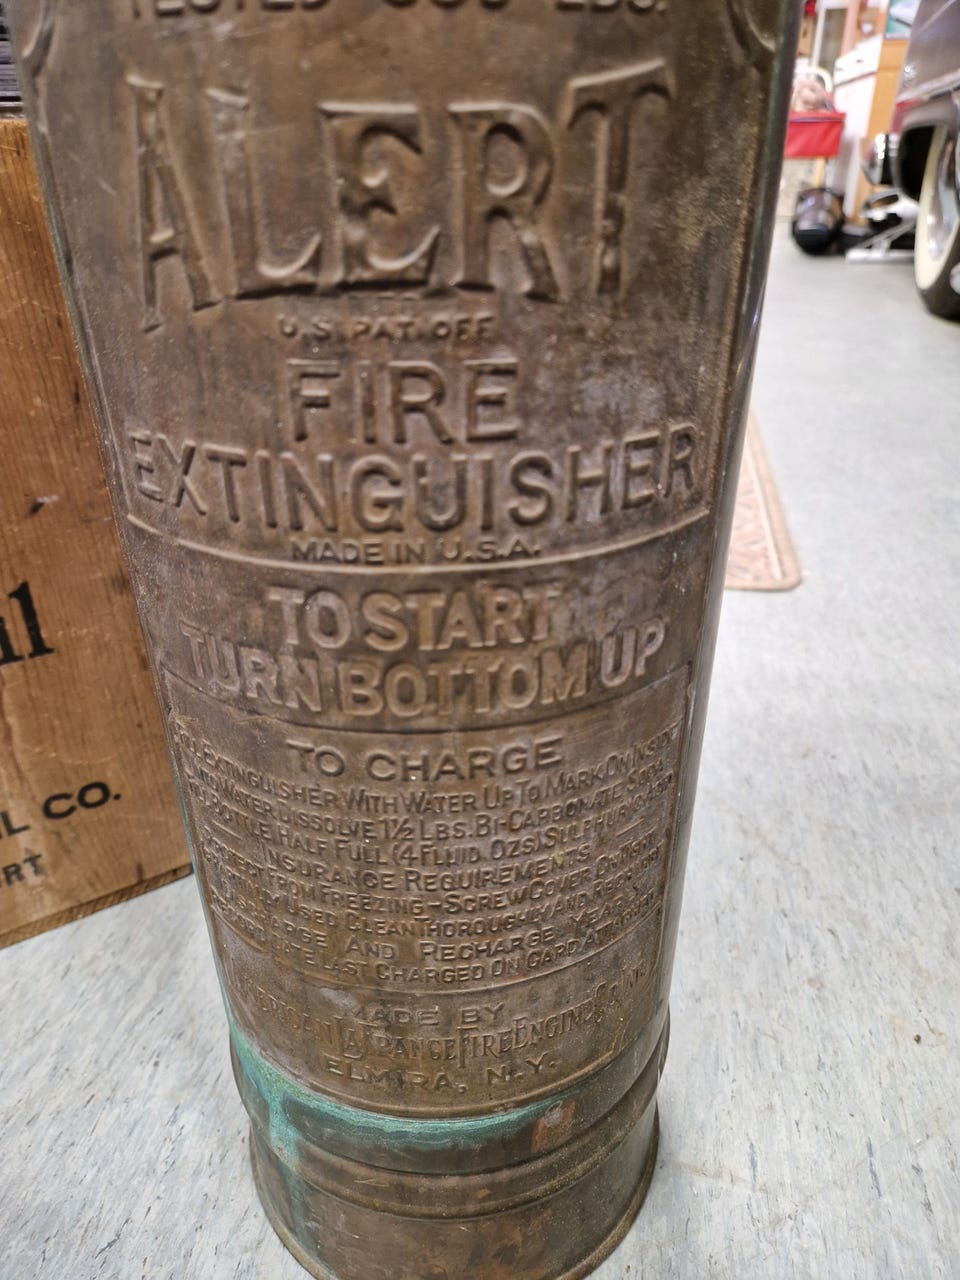 TESTED LBS.
ALERT
U.S. PAT. OFF
FIRE
EXTINGUISHER
MADE IN U.S.A.
TO START
TURN BOTTOM UP
TO CHARGE
EXTINGUISHER WITH WATER UP TO MARK ON INSIDE
WATER DISSOLVE 1½ LBS. BI-CARBONATE SODA
BOTTLE HALF FULL (4 FLUID OZS) SULPHURIC ACID
INSURANCE REQUIREMENTS
PROTECT FROM FREEZING-SCREW COVER ON TIGHT
USED CLEAN THOROUGHLY AND RECHARGE
DISCHARGE AND RECHARGE YEARLY
DATE LAST CHARGED ON CARD ATTACHED
MADE BY
AMERICAN LAFRANCE FIRE ENGINE CO. INC.
ELMIRA, N.Y.
L CO.